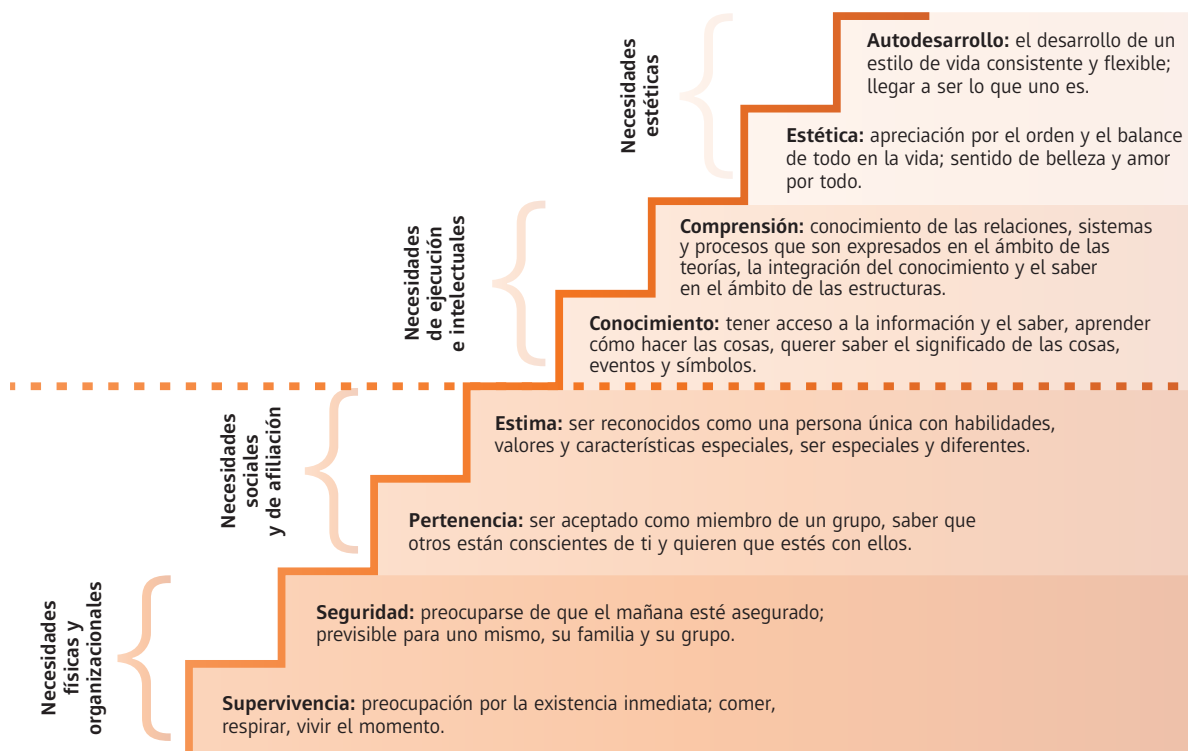 Autodesarrollo: el desarrollo de un
estilo de vida consistente y flexible;
llegar a ser lo que uno es.
Necesidades
estéticas
Estética: apreciación por el orden y el balance
de todo en la vida; sentido de belleza y amor
por todo.
Comprensión: conocimiento de las relaciones, sistemas
y procesos que son expresados en el ámbito de las
teorías, la integración del conocimiento y el saber
en el ámbito de las estructuras.
Necesidades
de ejecución
e intelectuales
Conocimiento: tener acceso a la información y el saber, aprender
cómo hacer las cosas, querer saber el significado de las cosas,
eventos y símbolos.
Estima: ser reconocidos como una persona única con habilidades,
valores y características especiales, ser especiales y diferentes.
Necesidades
sociales
y de afiliación
Pertenencia: ser aceptado como miembro de un grupo, saber que
otros están conscientes de ti y quieren que estés con ellos.
Seguridad: preocuparse de que el mañana esté asegurado;
previsible para uno mismo, su familia y su grupo.
Necesidades
físicas y
organizacionales
Supervivencia: preocupación por la existencia inmediata; comer,
respirar, vivir el momento.